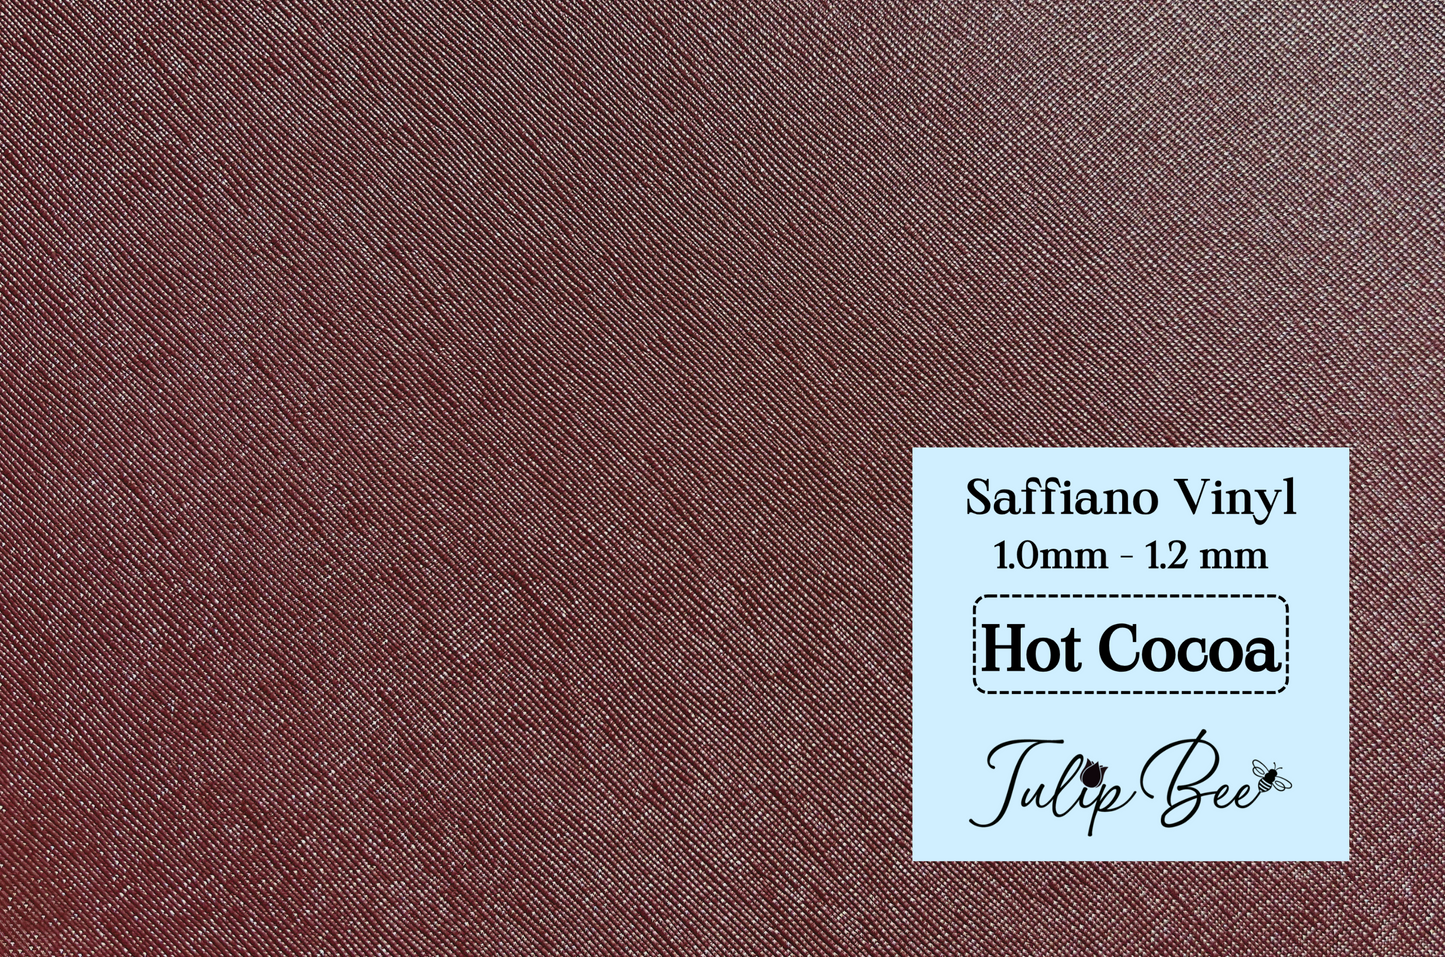 Saffiano Vinyl
1.0mm - 1.2 mm
Hot Cocoa
Tulip Bee